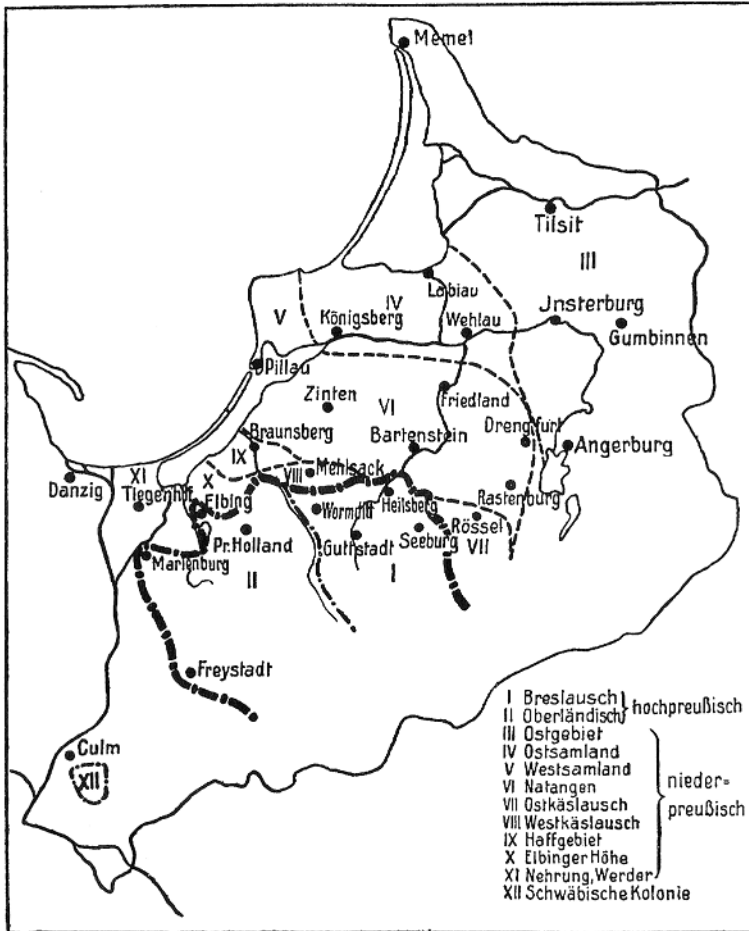 Memel
Tilsit
III
Labiau
IV
V
Königsberg
Wehlau
Jnsterburg
Gumbinnen
Pillau
Zinten
VI
Friedland
Braunsberg
Bartenstein
Drengfurt
Angerburg
IX
Mehlsack
VIII
XI
Danzig
Tiegenhof
X
Elbing
Wormditt
Heilsberg
Rastenburg
Pr. Holland
Guttstadt
Seeburg
Rössel
VII
Marienburg
II
I
Freystadt
Culm
XII
I Breslausch
II Oberländisch
hochpreußisch
III Ostgebiet
IV Ostsamland
V Westsamland
VI Natangen
VII Ostkäslausch
VIII Westkäslausch
IX Haffgebiet
X Elbinger Höhe
XI Nehrung, Werder
nieder=
preußisch
XII Schwäbische Kolonie